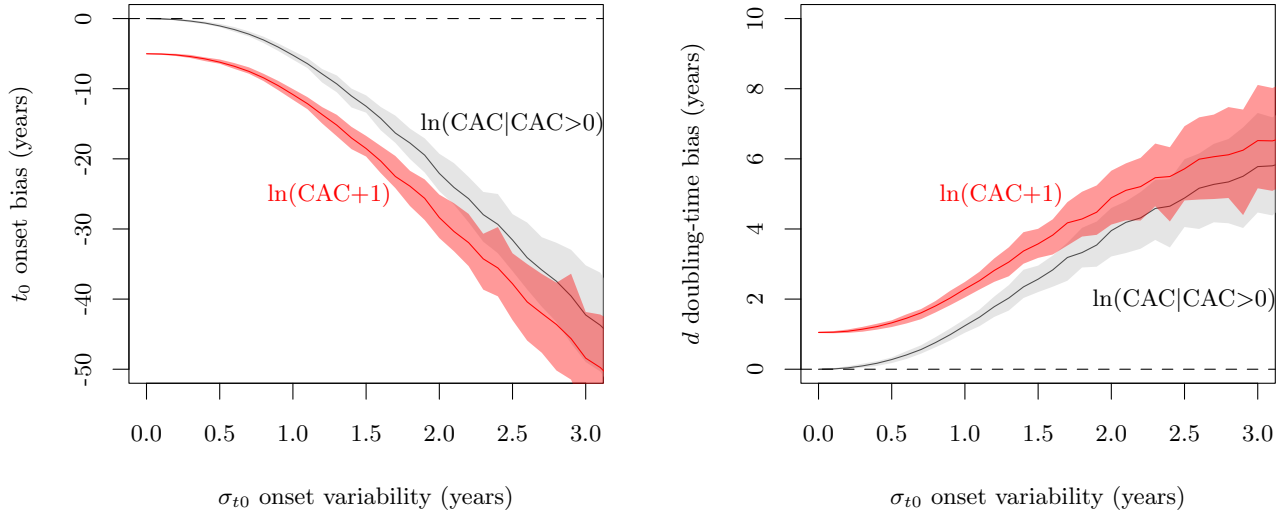 t0 onset bias (years)
0
-10
-20
-30
-40
-50
ln(CAC|CAC>0)
ln(CAC+1)
0.0 0.5 1.0 1.5 2.0 2.5 3.0
σt0 onset variability (years)
d doubling-time bias (years)
10
8
6
4
2
0
ln(CAC+1)
ln(CAC|CAC>0)
0.0 0.5 1.0 1.5 2.0 2.5 3.0
σt0 onset variability (years)